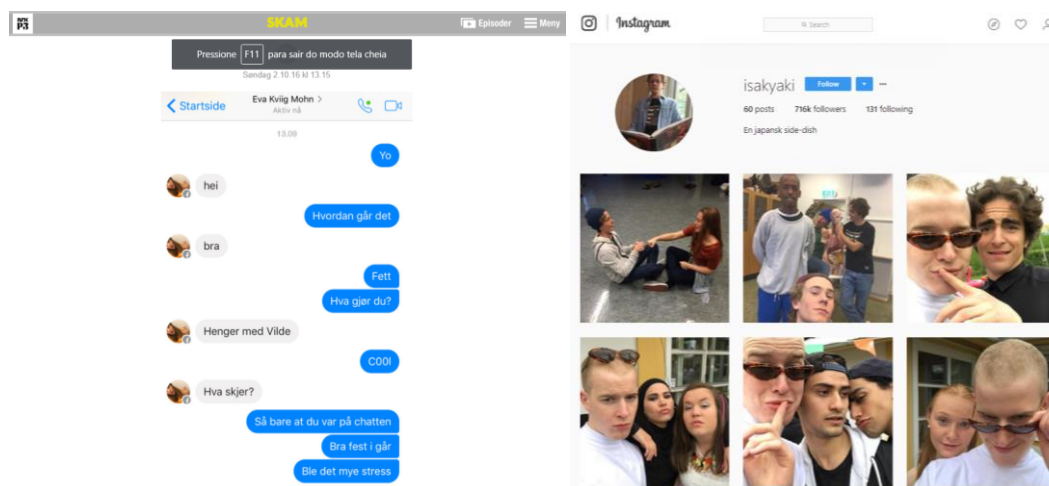 NRK P3
SKAM
Episoder
Meny
Pressione F11 para sair do modo tela cheia
Søndag 2.10.16 kl 13.15
Startside
Eva Kviig Mohn >
Aktiv nå
13.09
Yo
hei
Hvordan går det
bra
Fett
Hva gjør du?
Henger med Vilde
C00l
Hva skjer?
Så bare at du var på chatten
Bra fest i går
Ble det mye stress
Instagram
Search
isakyaki
Follow
60 posts 716k followers 131 following
En japansk side-dish